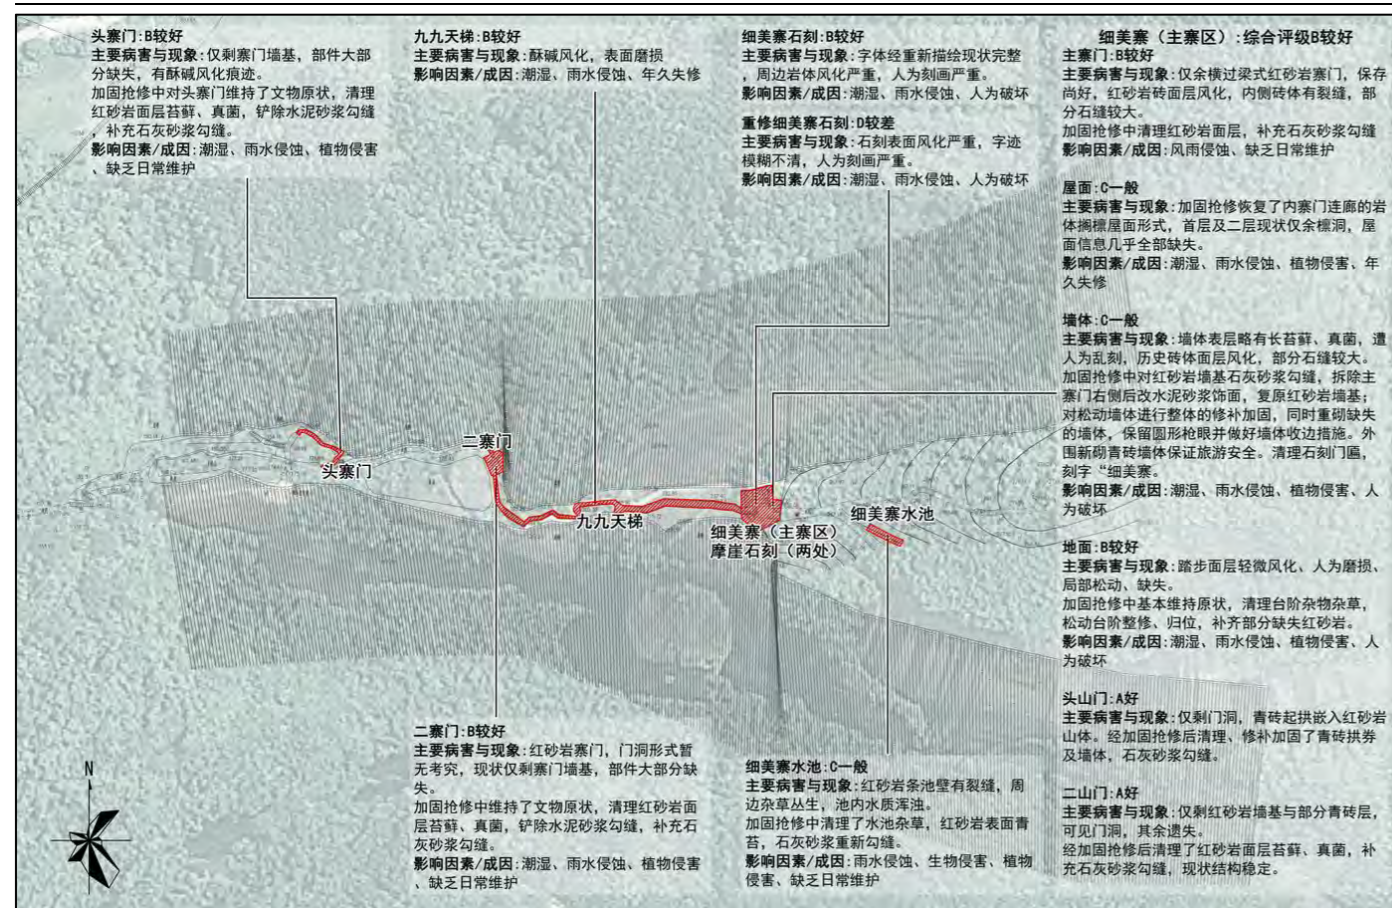 头寨门:B较好
主要病害与现象:仅剩寨门墙基，部件大部
分缺失，有酥碱风化痕迹。
加固抢修中对头寨门维持了文物原状，清理
红砂岩面层苔藓、真菌，铲除水泥砂浆勾缝
，补充石灰砂浆勾缝。
影响因素/成因:潮湿、雨水侵蚀、植物侵害
、缺乏日常维护
九九天梯:B较好
主要病害与现象:酥碱风化，表面磨损
影响因素/成因:潮湿、雨水侵蚀、年久失修
细美寨石刻:B较好
主要病害与现象:字体经重新描绘现状完整
，周边岩体风化严重，人为刻画严重。
影响因素/成因:潮湿、雨水侵蚀、人为破坏
重修细美寨石刻:D较差
主要病害与现象:石刻表面风化严重，字迹
模糊不清，人为刻画严重。
影响因素/成因:潮湿、雨水侵蚀、人为破坏
细美寨（主寨区）:综合评级B较好
主寨门:B较好
主要病害与现象:仅余横过梁式红砂岩寨门，保存
尚好，红砂岩砖面层风化，内侧砖体有裂缝，部
分石缝较大。
加固抢修中清理红砂岩面层，补充石灰砂浆勾缝
影响因素/成因:风雨侵蚀、缺乏日常维护
屋面:C一般
主要病害与现象:加固抢修恢复了内寨门连廊的岩
体搁檩屋面形式，首层及二层现状仅余檩洞，屋
面信息几乎全部缺失。
影响因素/成因:潮湿、雨水侵蚀、植物侵害、年
久失修
墙体:C一般
主要病害与现象:墙体表层略有长苔藓、真菌，遭
人为乱刻，历史砖体面层风化，部分石缝较大。
加固抢修中对红砂岩墙基石灰砂浆勾缝，拆除主
寨门右侧后改水泥砂浆饰面，复原红砂岩墙基；
对松动墙体进行整体的修补加固，同时重砌缺失
的墙体，保留圆形枪眼并做好墙体收边措施。外
围新砌青砖墙体保证旅游安全。清理石刻门匾，
刻字“细美寨。
影响因素/成因:潮湿、雨水侵蚀、植物侵害、人
为破坏
地面:B较好
主要病害与现象:踏步面层轻微风化、人为磨损、
局部松动、缺失。
加固抢修中基本维持原状，清理台阶杂物杂草，
松动台阶整修、归位，补齐部分缺失红砂岩。
影响因素/成因:潮湿、雨水侵蚀、植物侵害、人
为破坏
头山门:A好
主要病害与现象:仅剩门洞，青砖起拱嵌入红砂岩
山体。经加固抢修后清理、修补加固了青砖拱券
及墙体，石灰砂浆勾缝。
二山门:A好
主要病害与现象:仅剩红砂岩墙基与部分青砖层，
可见门洞，其余遗失。
经加固抢修后清理了红砂岩面层苔藓、真菌，补
充石灰砂浆勾缝，现状结构稳定。
头寨门
二寨门
九九天梯
细美寨（主寨区）
摩崖石刻（两处）
细美寨水池
二寨门:B较好
主要病害与现象:红砂岩寨门，门洞形式暂
无考究，现状仅剩寨门墙基，部件大部分缺
失。
加固抢修中维持了文物原状，清理红砂岩面
层苔藓、真菌，铲除水泥砂浆勾缝，补充石
灰砂浆勾缝。
影响因素/成因:潮湿、雨水侵蚀、植物侵害
、缺乏日常维护
细美寨水池:C一般
主要病害与现象:红砂岩条池壁有裂缝，周
边杂草丛生，池内水质浑浊。
加固抢修中清理了水池杂草，红砂岩表面青
苔，石灰砂浆重新勾缝。
影响因素/成因:雨水侵蚀、生物侵害、植物
侵害、缺乏日常维护
N